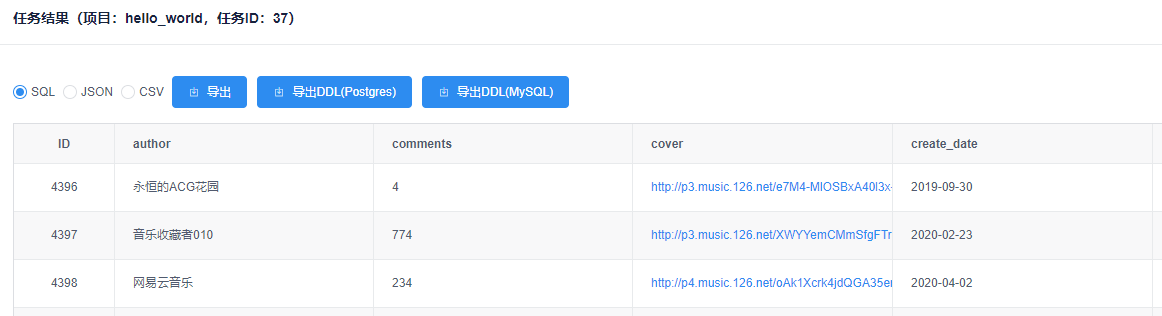 任务结果（项目：hello_world，任务ID：37）
SQL JSON CSV 导出 导出DDL(Postgres) 导出DDL(MySQL)
ID author comments cover create_date
4396 永恒的ACG花园 4 http://p3.music.126.net/e7M4-MIOSBxA40l3x- 2019-09-30
4397 音乐收藏者010 774 http://p3.music.126.net/XWYYemCMmSfgFTr 2020-02-23
4398 网易云音乐 234 http://p4.music.126.net/oAk1Xcrk4jdQGA35er 2020-04-02